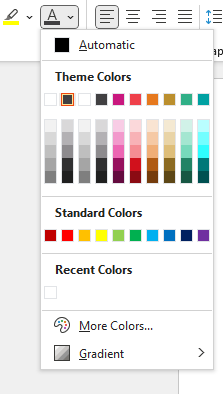 A
Automatic
Theme Colors
Standard Colors
Recent Colors
More Colors...
Gradient